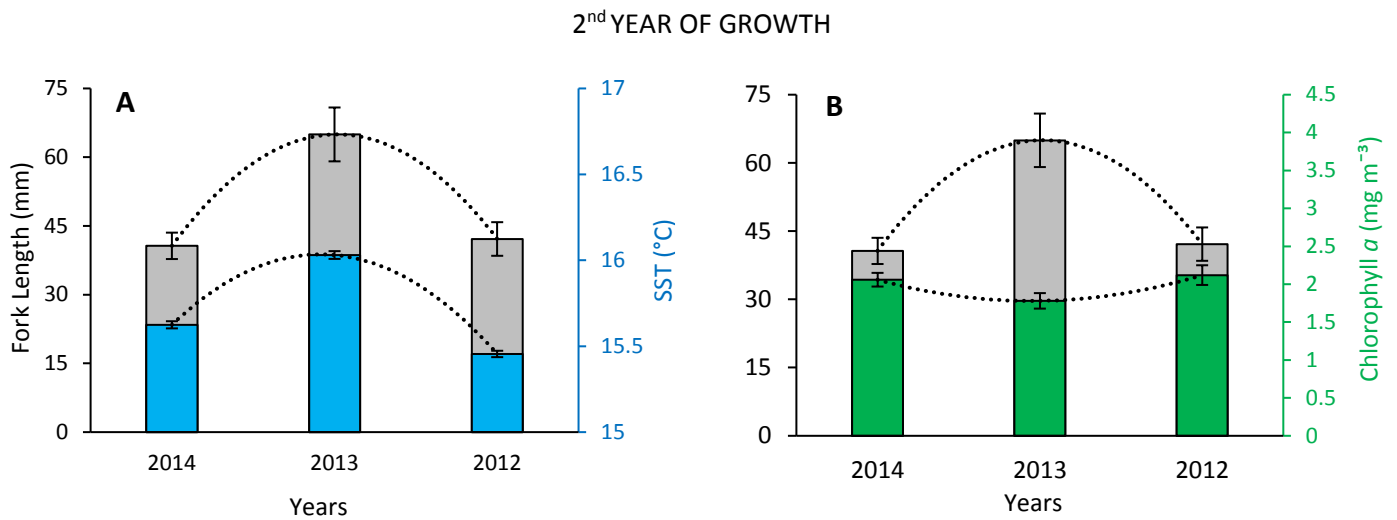 2nd YEAR OF GROWTH
A
Fork Length (mm)
75
60
45
30
15
0
17
16.5
16
15.5
15
SST (°C)
2014 2013 2012
Years
B
75
60
45
30
15
0
4.5
4
3.5
3
2.5
2
1.5
1
0.5
0
Chlorophyll a (mg m⁻³)
2014 2013 2012
Years